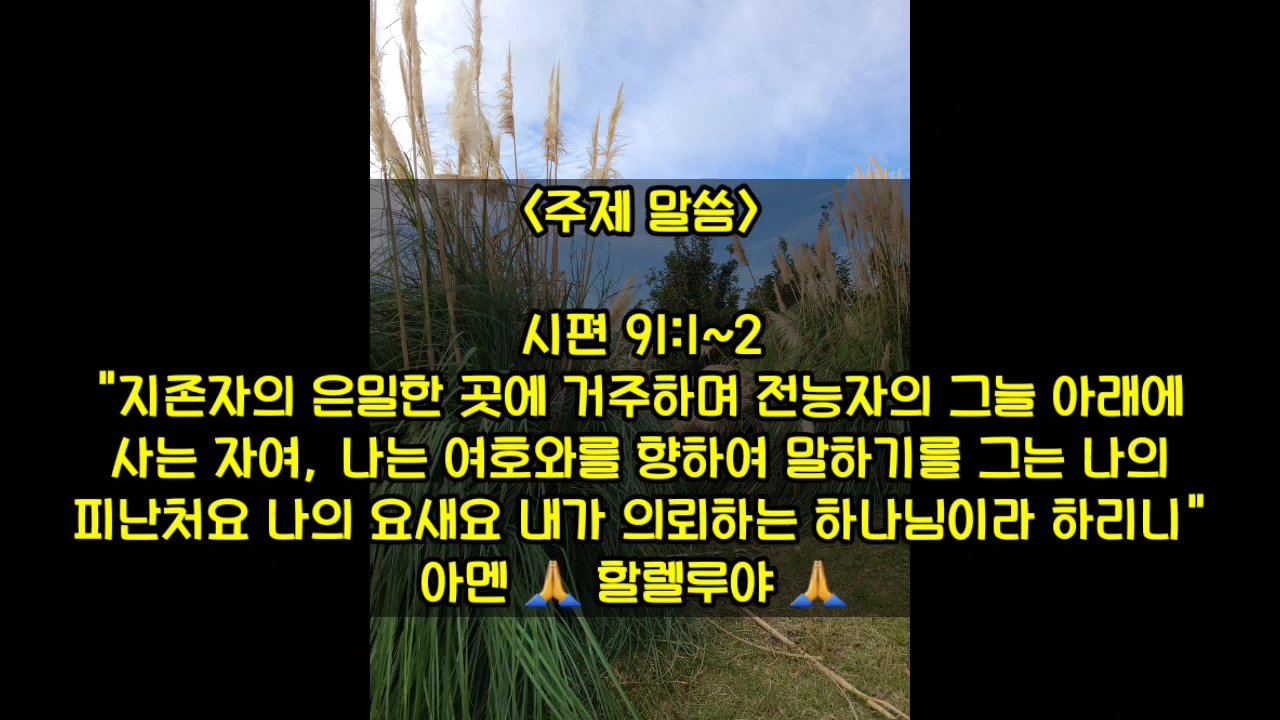 <주제 말씀>
시편 91:1~2
"지존자의 은밀한 곳에 거주하며 전능자의 그늘 아래에
사는 자여, 나는 여호와를 향하여 말하기를 그는 나의
피난처요 나의 요새요 내가 의뢰하는 하나님이라 하리니"
아멘 🙏 할렐루야 🙏